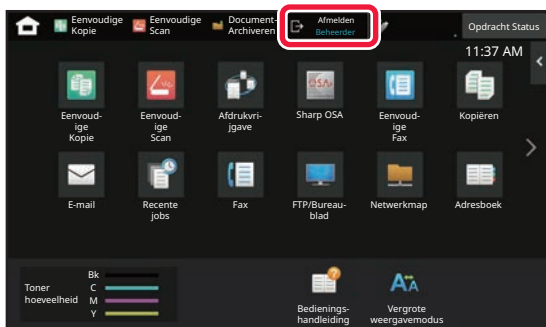 Eenvoudige
Kopie
Eenvoudige
Scan
Document-
Archiveren
Afmelden
Beheerder
Opdracht Status
11:37 AM
Eenvoud-
ige
Kopie
Eenvoud-
ige
Scan
Afdrukvri-
jgave
OSA
Sharp OSA
Eenvoud-
ige
Fax
Kopiëren
E-mail
Recente
jobs
Fax
FTP/Bureau-
blad
Netwerkmap
Adresboek
Toner
hoeveelheid
Bk
C
M
Y
Bedienings-
handleiding
Vergrote
weergavemodus